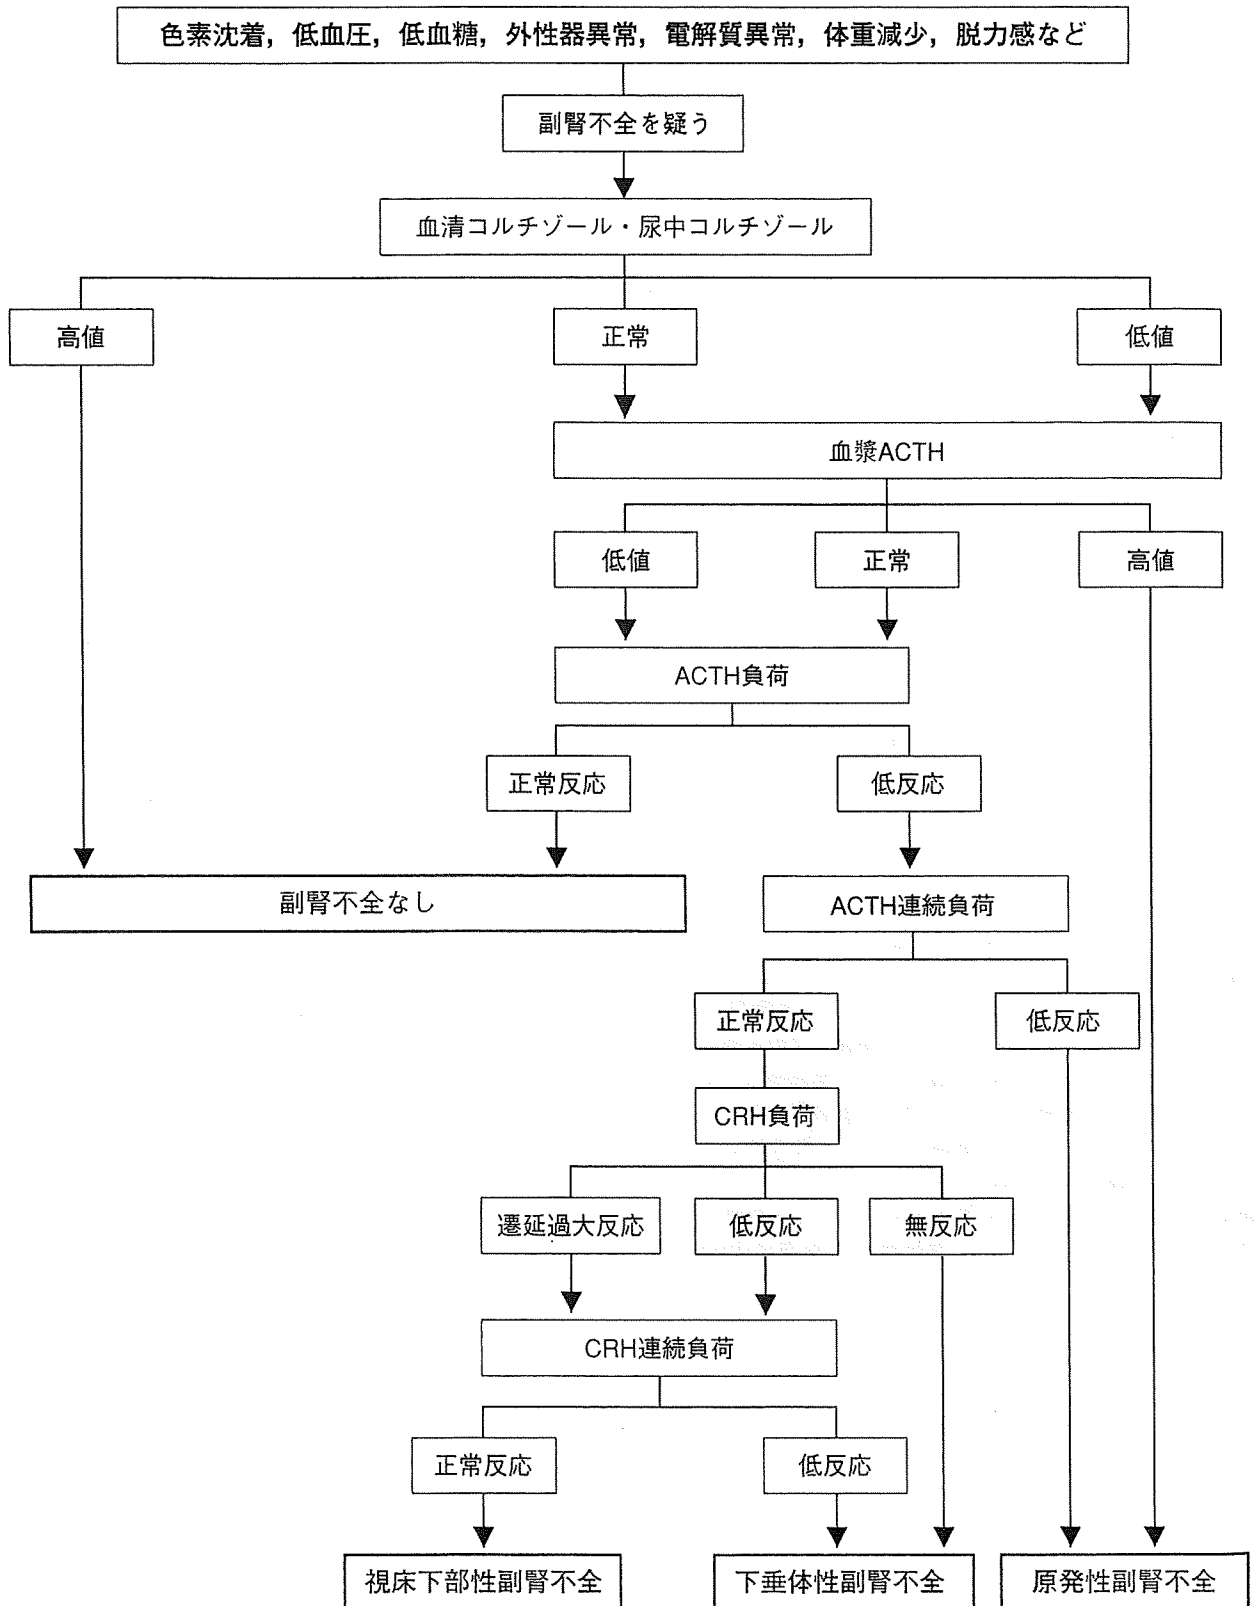 色素沈着，低血圧，低血糖，外性器異常，電解質異常，体重減少，脱力感など
副腎不全を疑う
血清コルチゾール・尿中コルチゾール
高値
正常
低値
血漿ACTH
低値
正常
高値
ACTH負荷
正常反応
低反応
副腎不全なし
ACTH連続負荷
正常反応
低反応
CRH負荷
遷延過大反応
低反応
無反応
CRH連続負荷
正常反応
低反応
視床下部性副腎不全
下垂体性副腎不全
原発性副腎不全